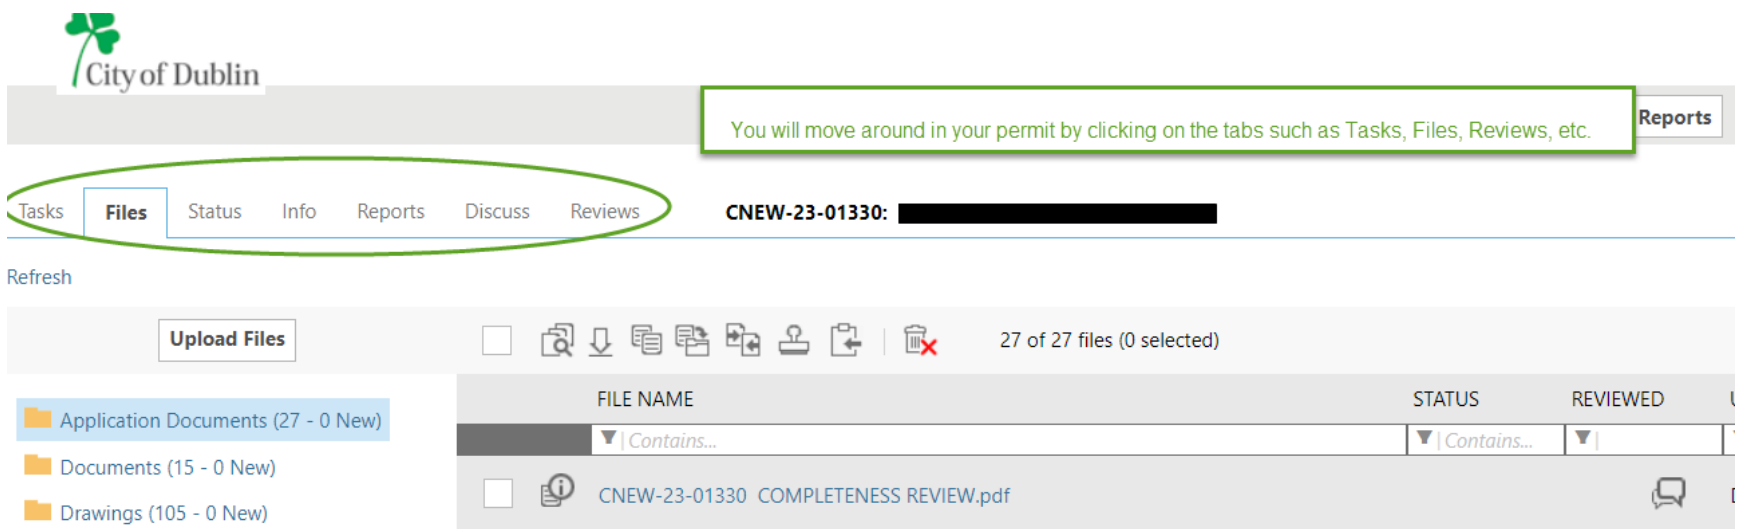 City of Dublin
You will move around in your permit by clicking on the tabs such as Tasks, Files, Reviews, etc.
Reports
Tasks Files Status Info Reports Discuss Reviews CNEW-23-01330:
Refresh
Upload Files 27 of 27 files (0 selected)
FILE NAME STATUS REVIEWED
Application Documents (27 - 0 New)
Contains... Contains...
Documents (15 - 0 New)
CNEW-23-01330 COMPLETENESS REVIEW.pdf
Drawings (105 - 0 New)